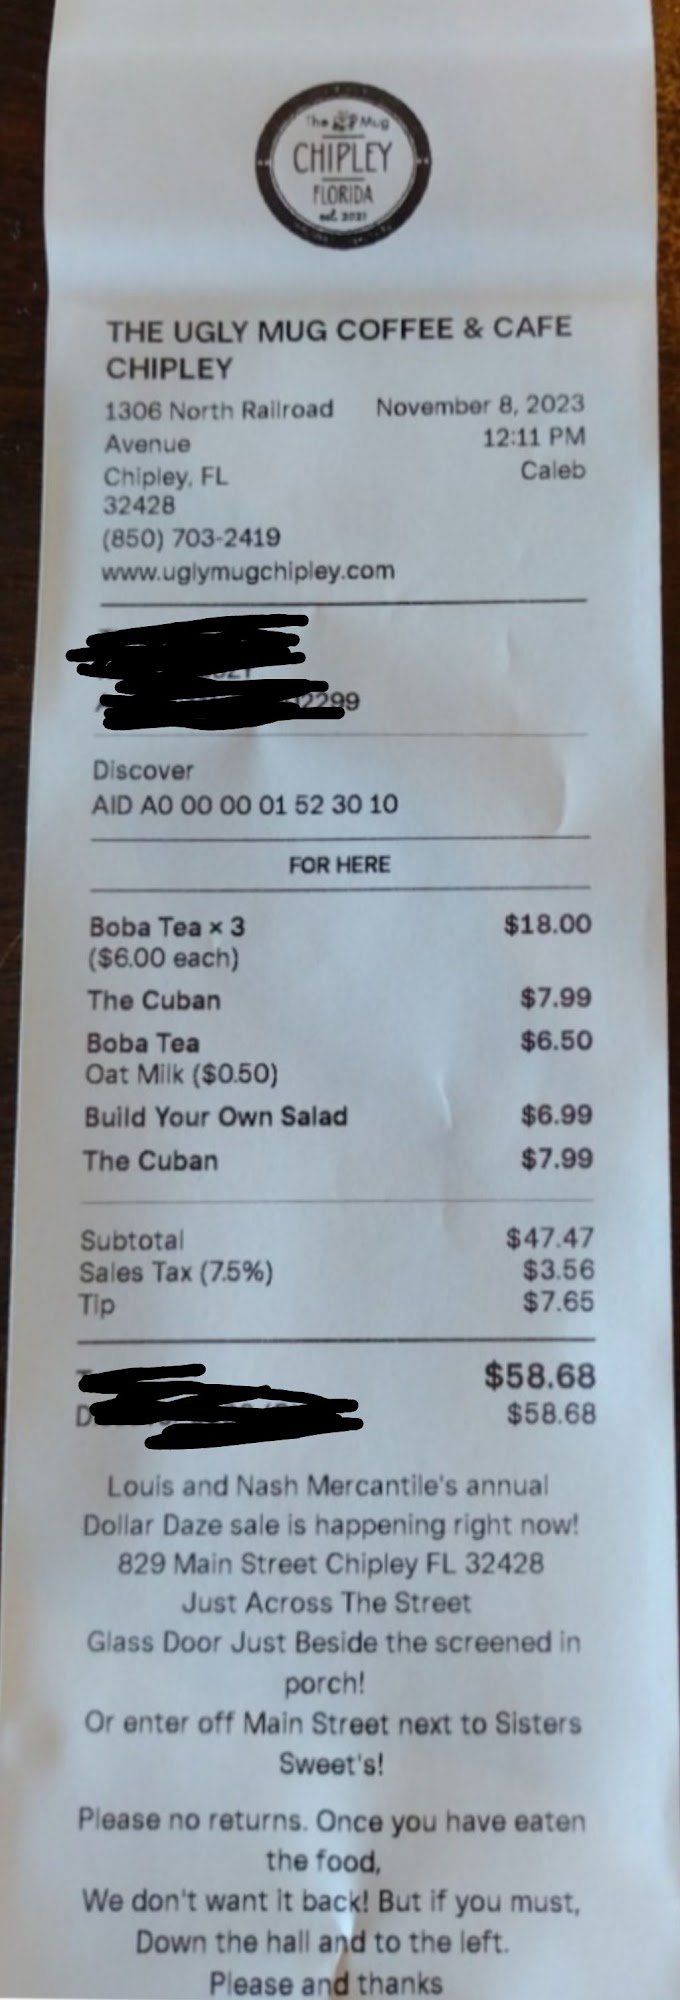 The Mug
CHIPLEY
FLORIDA
est. 2021
THE UGLY MUG COFFEE & CAFE
CHIPLEY
1306 North Railroad November 8, 2023
Avenue 12:11 PM
Chipley, FL Caleb
32428
(850) 703-2419
www.uglymugchipley.com
2299
Discover
AID A0 00 00 01 52 30 10
FOR HERE
Boba Tea × 3 $18.00
($6.00 each)
The Cuban $7.99
Boba Tea $6.50
Oat Milk ($0.50)
Build Your Own Salad $6.99
The Cuban $7.99
Subtotal $47.47
Sales Tax (7.5%) $3.56
Tip $7.65
$58.68
$58.68
Louis and Nash Mercantile's annual
Dollar Daze sale is happening right now!
829 Main Street Chipley FL 32428
Just Across The Street
Glass Door Just Beside the screened in
porch!
Or enter off Main Street next to Sisters
Sweet's!
Please no returns. Once you have eaten
the food,
We don't want it back! But if you must,
Down the hall and to the left.
Please and thanks